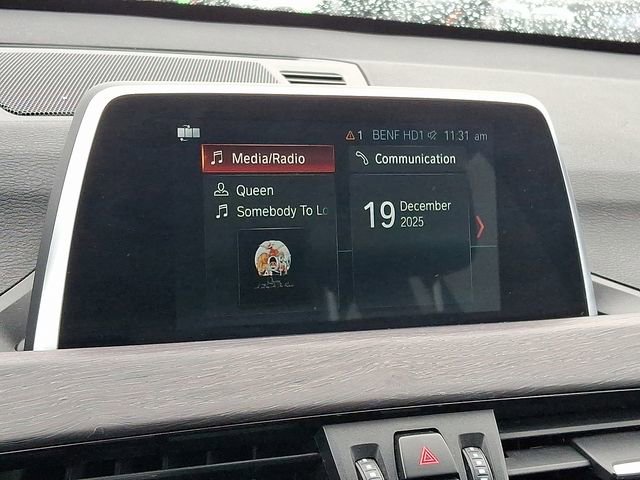 1 BENF HD1 11:31 am
Media/Radio
Communication
Queen
Somebody To Lo
19 December
2025